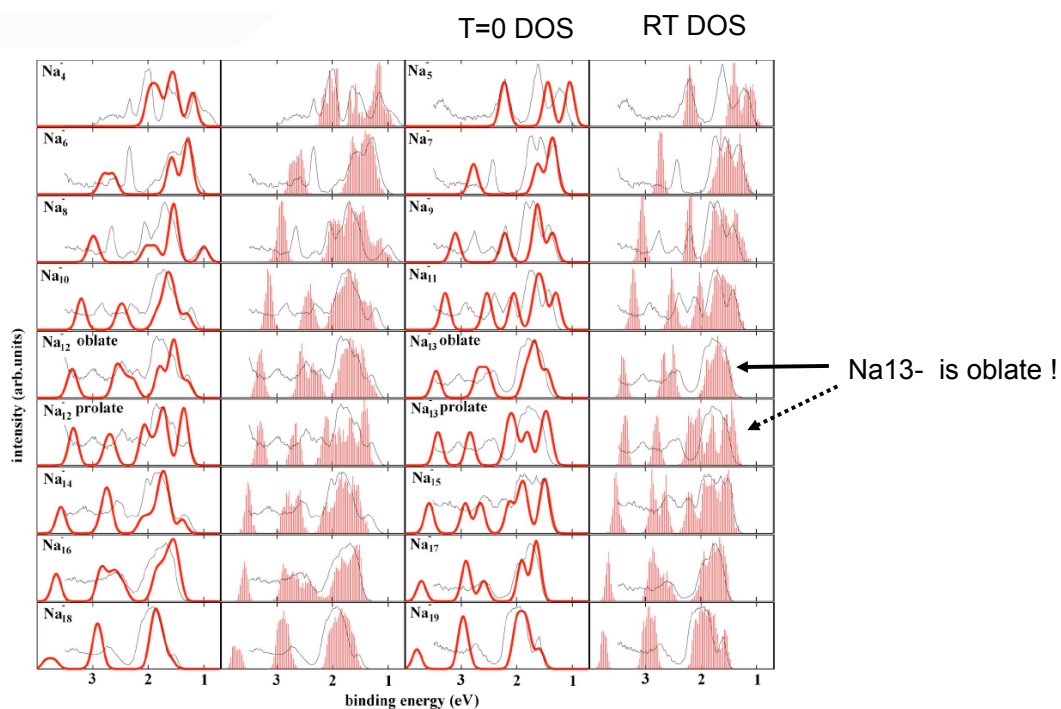 T=0 DOS RT DOS
Na₄⁻ Na₅⁻
Na₆⁻ Na₇⁻
Na₈⁻ Na₉⁻
Na₁₀⁻ Na₁₁⁻
Na₁₂⁻ oblate Na₁₃⁻ oblate
Na13- is oblate !
Na₁₂⁻ prolate Na₁₃⁻ prolate
Na₁₄⁻ Na₁₅⁻
Na₁₆⁻ Na₁₇⁻
Na₁₈⁻ Na₁₉⁻
intensity (arb.units)
3 2 1 3 2 1 3 2 1 3 2 1
binding energy (eV)